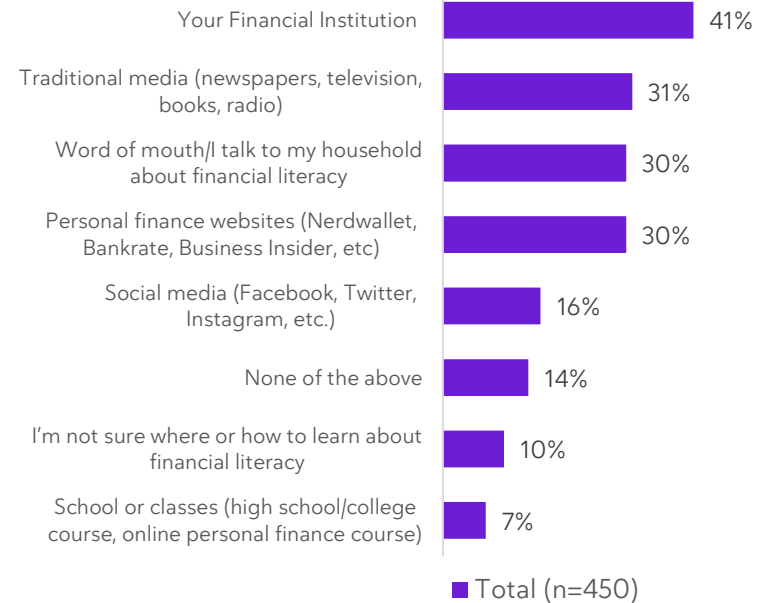 Your Financial Institution 41%
Traditional media (newspapers, television,
books, radio) 31%
Word of mouth/I talk to my household
about financial literacy 30%
Personal finance websites (Nerdwallet,
Bankrate, Business Insider, etc) 30%
Social media (Facebook, Twitter,
Instagram, etc.) 16%
None of the above 14%
I'm not sure where or how to learn about
financial literacy 10%
School or classes (high school/college
course, online personal finance course) 7%
Total (n=450)